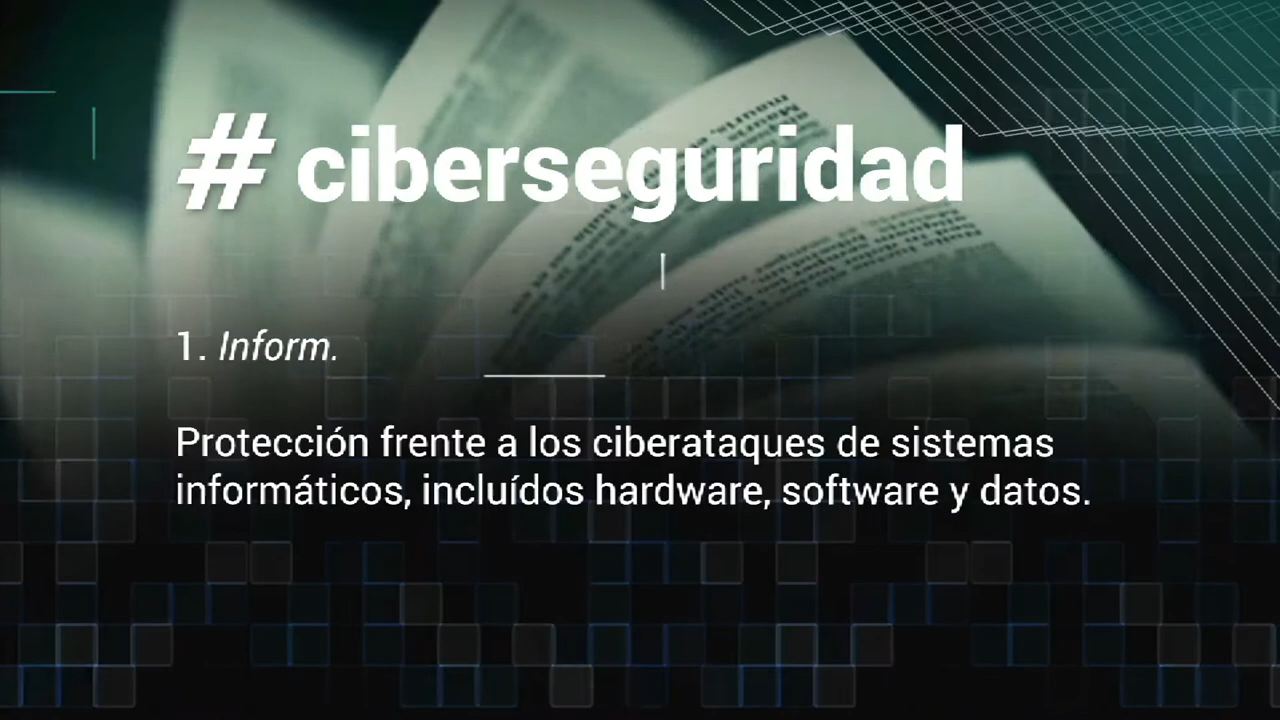 # ciberseguridad
1. Inform.
Protección frente a los ciberataques de sistemas
informáticos, incluídos hardware, software y datos.